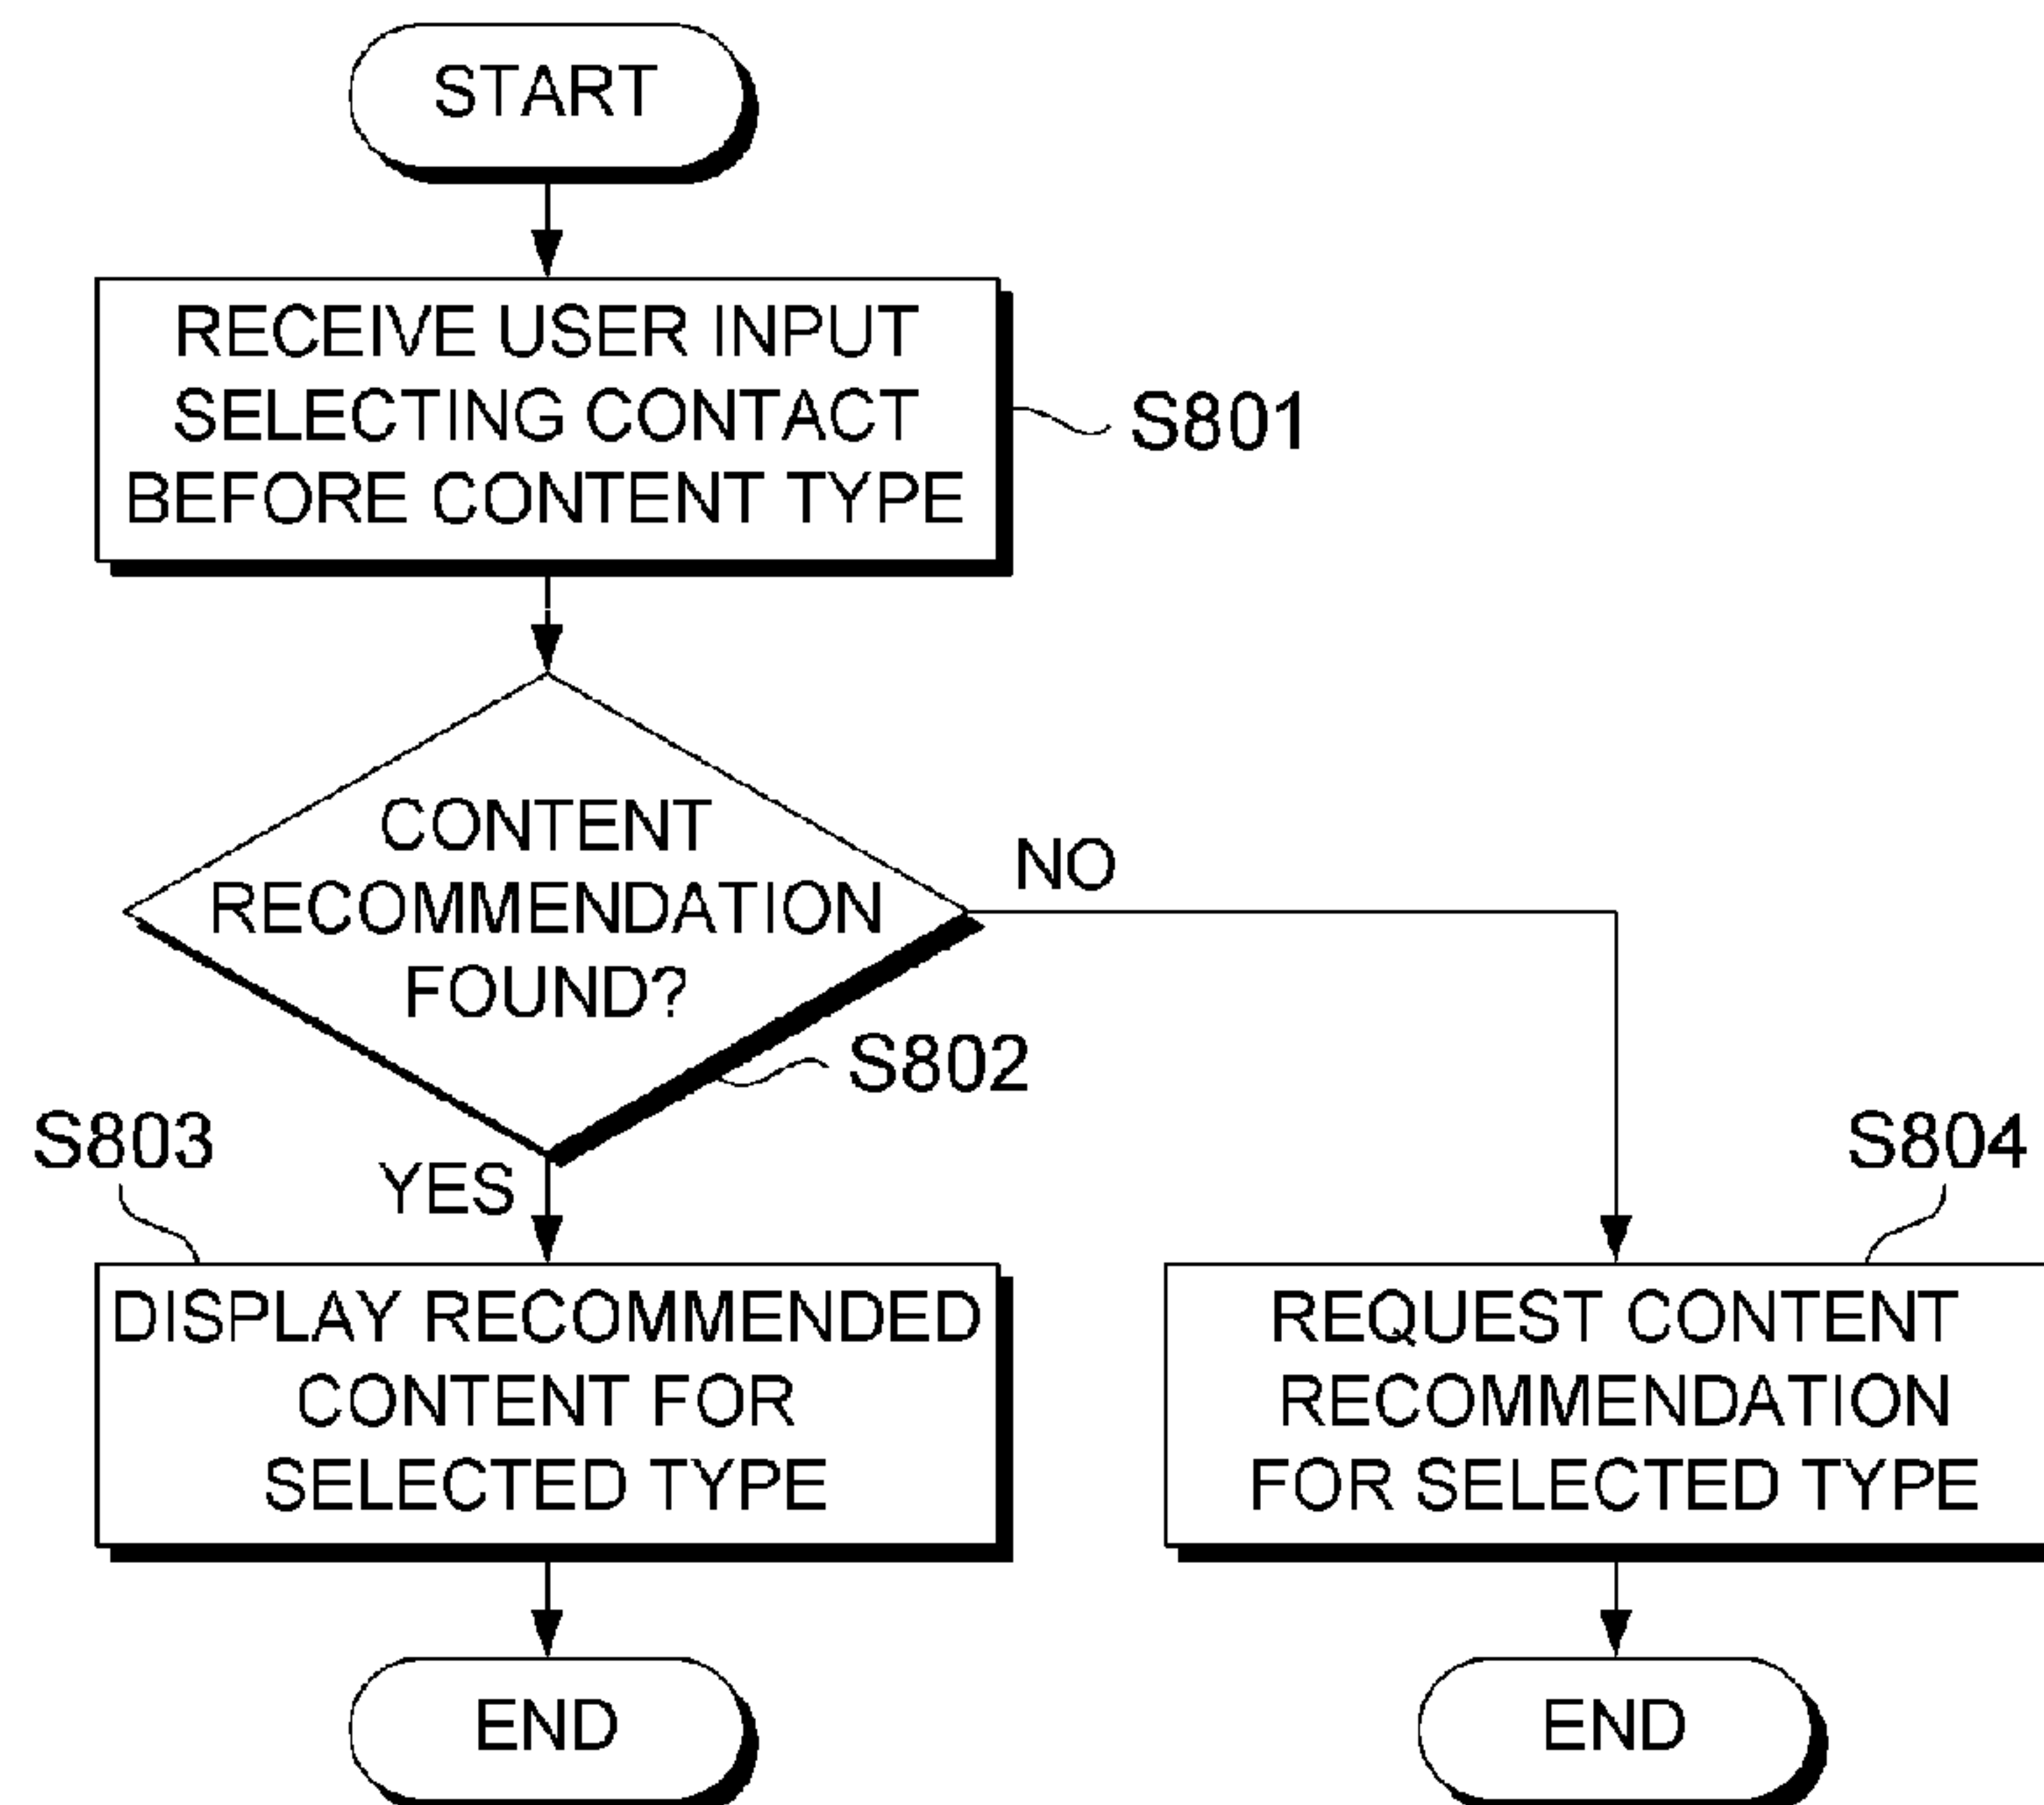 START
RECEIVE USER INPUT
SELECTING CONTACT
BEFORE CONTENT TYPE
S801
CONTENT
RECOMMENDATION
FOUND?
NO
S802
YES
S803
DISPLAY RECOMMENDED
CONTENT FOR
SELECTED TYPE
S804
REQUEST CONTENT
RECOMMENDATION
FOR SELECTED TYPE
END
END